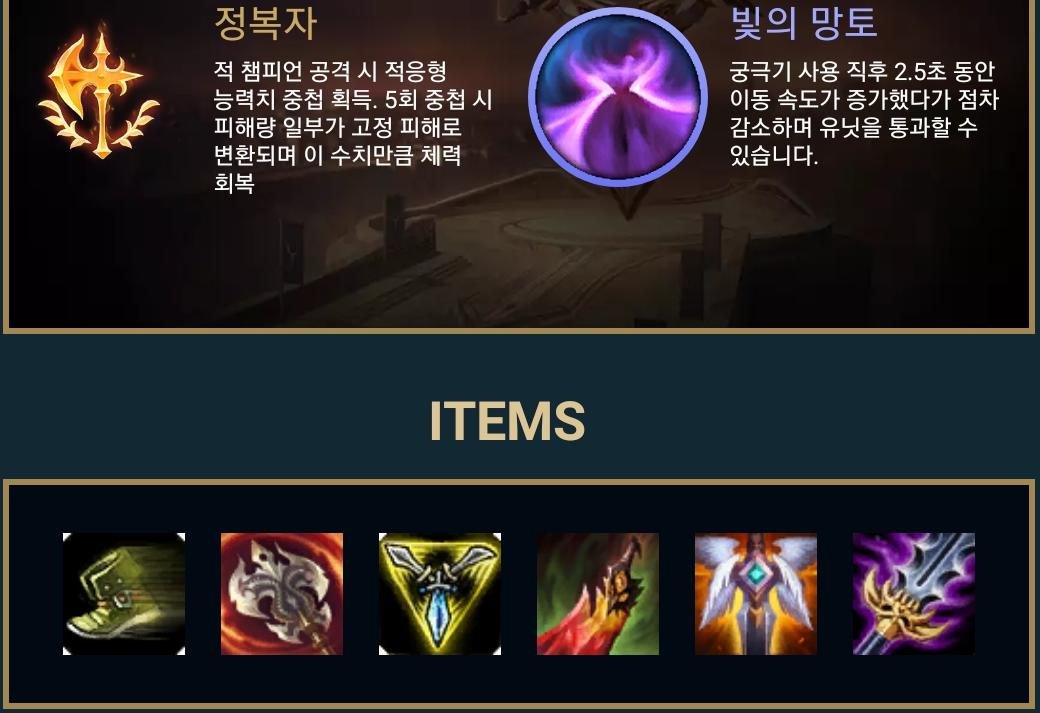 정복자
적 챔피언 공격 시 적응형
능력치 중첩 획득. 5회 중첩 시
피해량 일부가 고정 피해로
변환되며 이 수치만큼 체력
회복
빛의 망토
궁극기 사용 직후 2.5초 동안
이동 속도가 증가했다가 점차
감소하며 유닛을 통과할 수
있습니다.
ITEMS